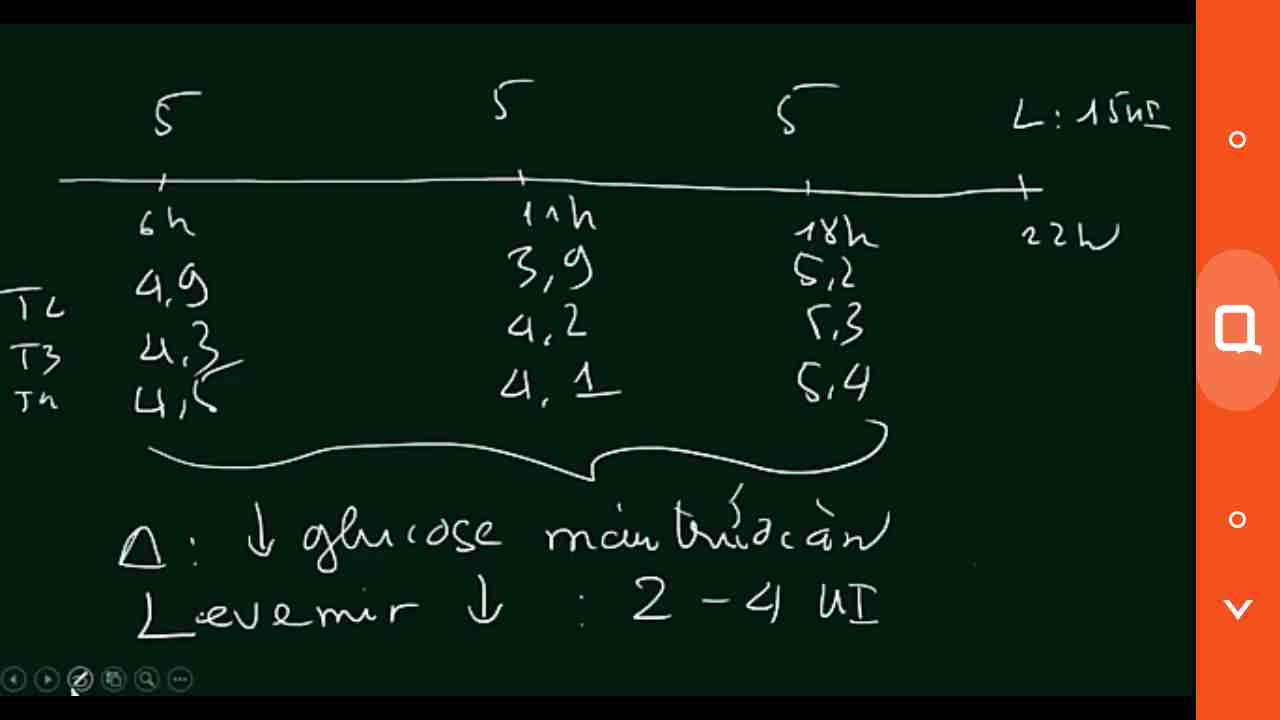 5 5 5 L: 15UI
6h 11h 18h 22h
4,9 3,9 5,2
T2
T3 4,3 4,2 5,3
T4 4,5 4,1 5,4
Δ: ↓ glucose máu trước ăn
Levemir ↓ : 2 - 4 UI